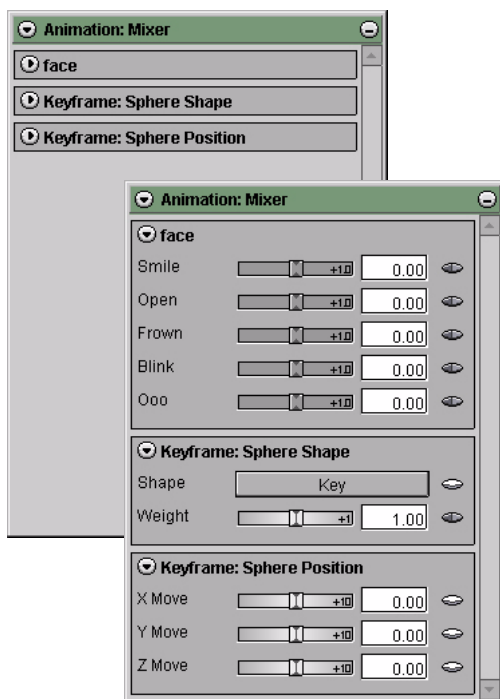 Animation: Mixer
face
Keyframe: Sphere Shape
Keyframe: Sphere Position
Animation: Mixer
face
Smile +1.0 0.00
Open +1.0 0.00
Frown +1.0 0.00
Blink +1.0 0.00
Ooo +1.0 0.00
Keyframe: Sphere Shape
Shape Key
Weight +1 1.00
Keyframe: Sphere Position
X Move +10 0.00
Y Move +10 0.00
Z Move +10 0.00